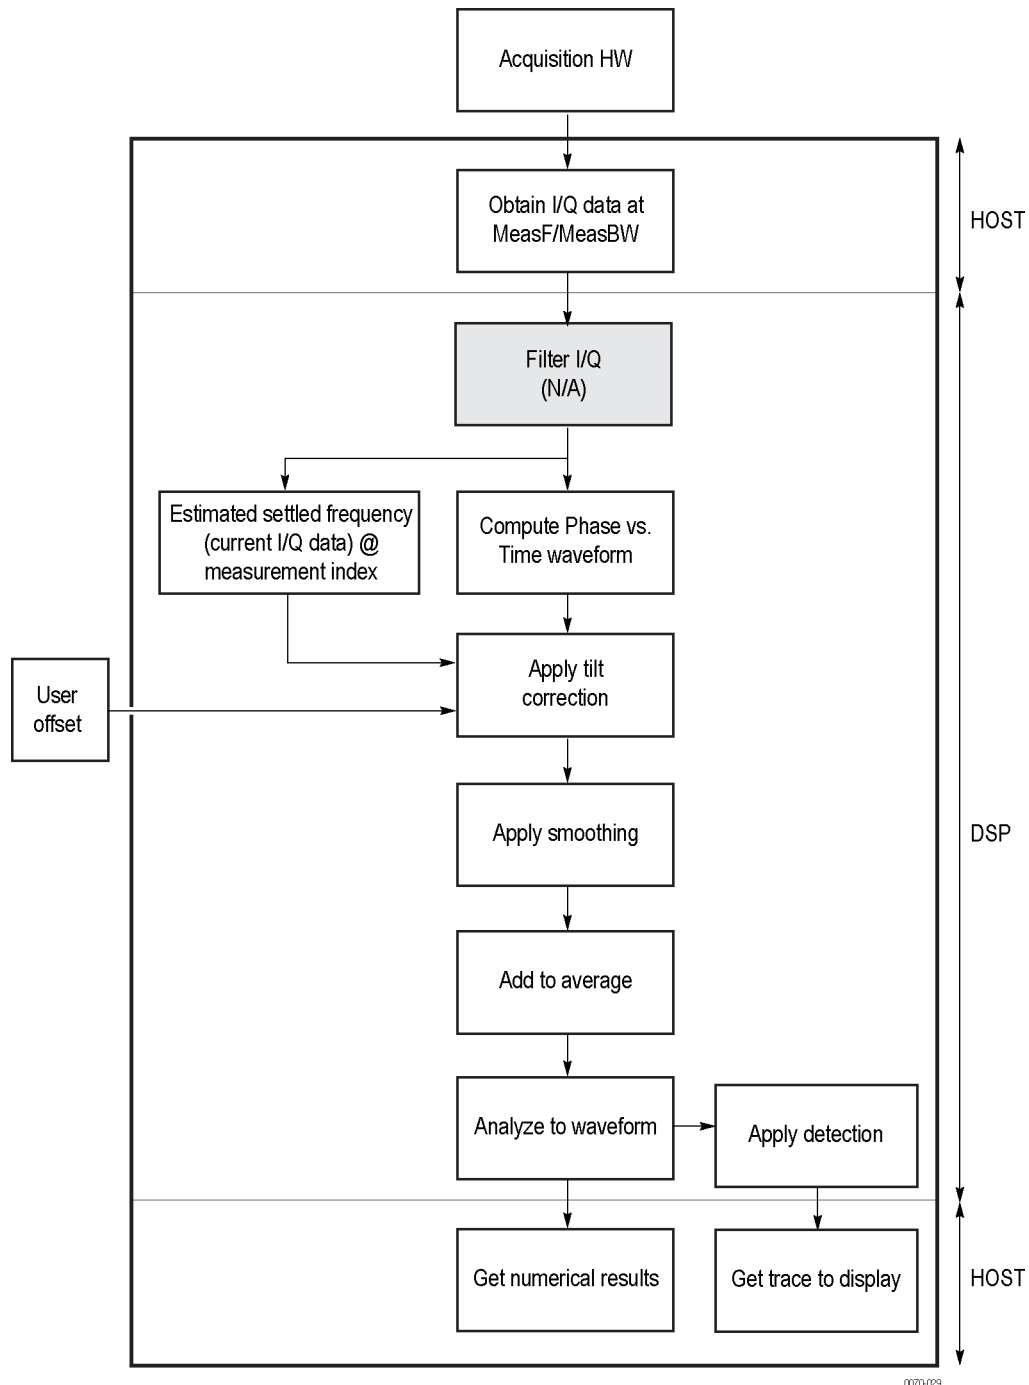 Acquisition HW
Obtain I/Q data at
MeasF/MeasBW
HOST
Filter I/Q
(N/A)
Estimated settled frequency
(current I/Q data) @
measurement index
Compute Phase vs.
Time waveform
User
offset
Apply tilt
correction
Apply smoothing
DSP
Add to average
Analyze to waveform
Apply detection
Get numerical results
Get trace to display
HOST
0070-029